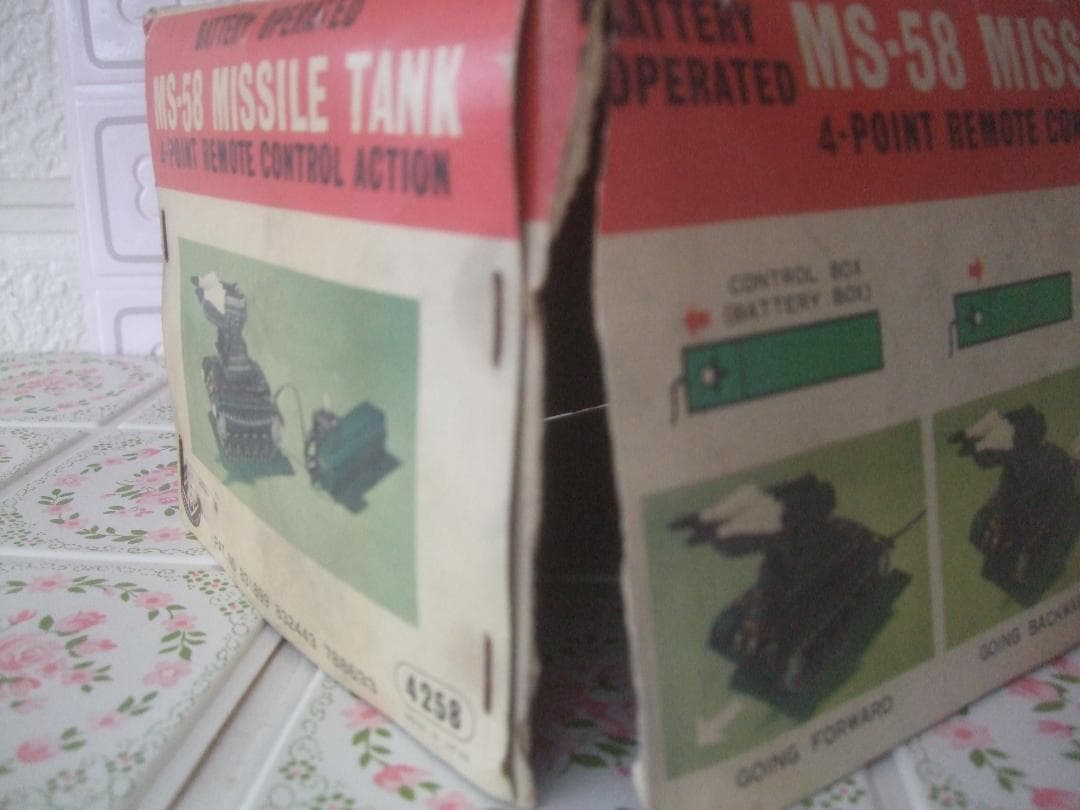 BATTERY OPERATED
MS-58 MISSILE TANK
4-POINT REMOTE CONTROL ACTION
4258
BATTERY
OPERATED
MS-58 MISS
4-POINT REMOTE CON
CONTROL BOX
(BATTERY BOX)
GOING FORWARD
GOING BACKWA